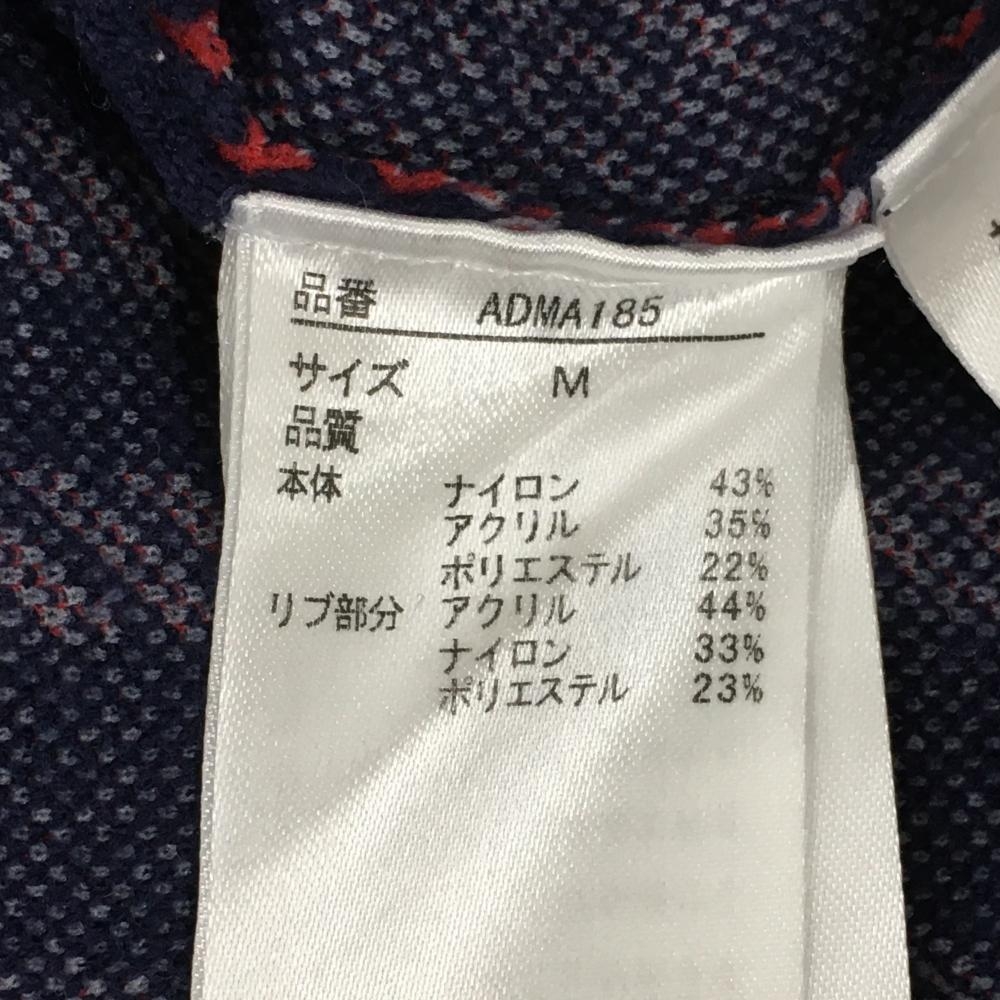 品番 ADMA185
サイズ M
品質
本体 ナイロン 43%
アクリル 35%
ポリエステル 22%
リブ部分 アクリル 44%
ナイロン 33%
ポリエステル 23%